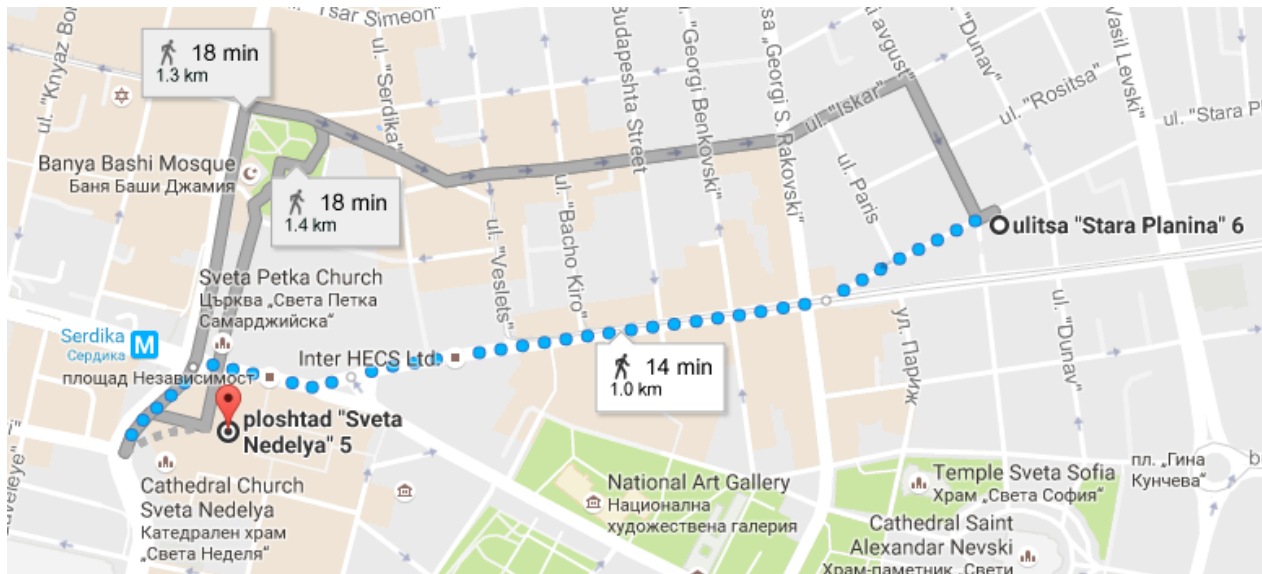 "Tsar Simeon"
ul. "Knyaz Bor
ul. "Serdika"
Budapeshta Street
"Georgi Benkovski"
"Georgi S. Rakovski"
avgust"
"Dunav"
Vasil Levski"
18 min
1.3 km
ul. "Iskar"
ul. "Rositsa"
ul. "Stara P
Banya Bashi Mosque
Баня Баши Джамия
18 min
1.4 km
ul. Paris
ul. "Veslets"
ul. "Bacho Kiro"
ulitsa "Stara Planina" 6
Sveta Petka Church
Църква „Света Петка
Самарджийска“
Serdika
Сердика
M
Inter HECS Ltd.
площад Независимост
14 min
1.0 km
ул. Париж
ul. "Dunav"
ploshtad "Sveta
Nedelya" 5
Cathedral Church
Sveta Nedelya
Катедрален храм
„Света Неделя“
National Art Gallery
Национална
художествена галерия
Temple Sveta Sofia
Храм „Света София“
пл. „Гина
Кунчева“
Cathedral Saint
Alexandar Nevski
Храм-паметник „Свети